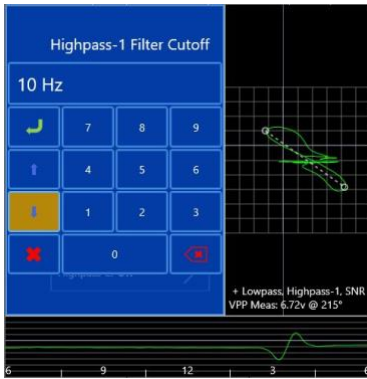 Highpass-1 Filter Cutoff
10 Hz
7 8 9
4 5 6
1 2 3
0
+ Lowpass, Highpass-1, SNR
VPP Meas: 6.72v @ 215°
6 9 12 3 6